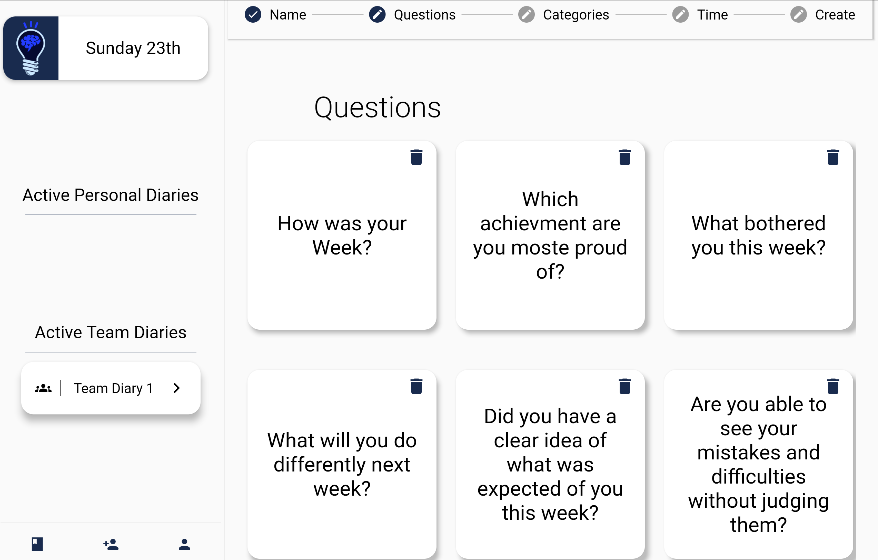 Sunday 23th
Name
Questions
Categories
Time
Create
Active Personal Diaries
Active Team Diaries
Team Diary 1
Questions
How was your
Week?
Which
achievment are
you moste proud
of?
What bothered
you this week?
What will you do
differently next
week?
Did you have a
clear idea of
what was
expected of you
this week?
Are you able to
see your
mistakes and
difficulties
without judging
them?